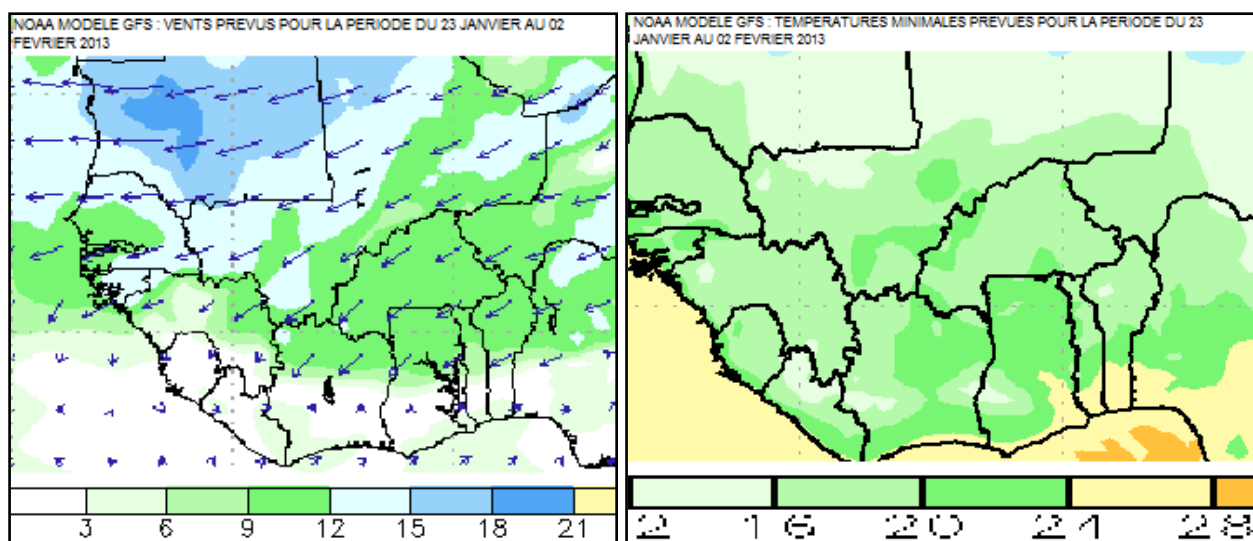 NOAA MODELE GFS : VENTS PREVUS POUR LA PERIODE DU 23 JANVIER AU 02
FEVRIER 2013
3 6 9 12 15 18 21
NOAA MODELE GFS : TEMPERATURES MINIMALES PREVUES POUR LA PERIODE DU 23
JANVIER AU 02 FEVRIER 2013
2 16 20 24 28